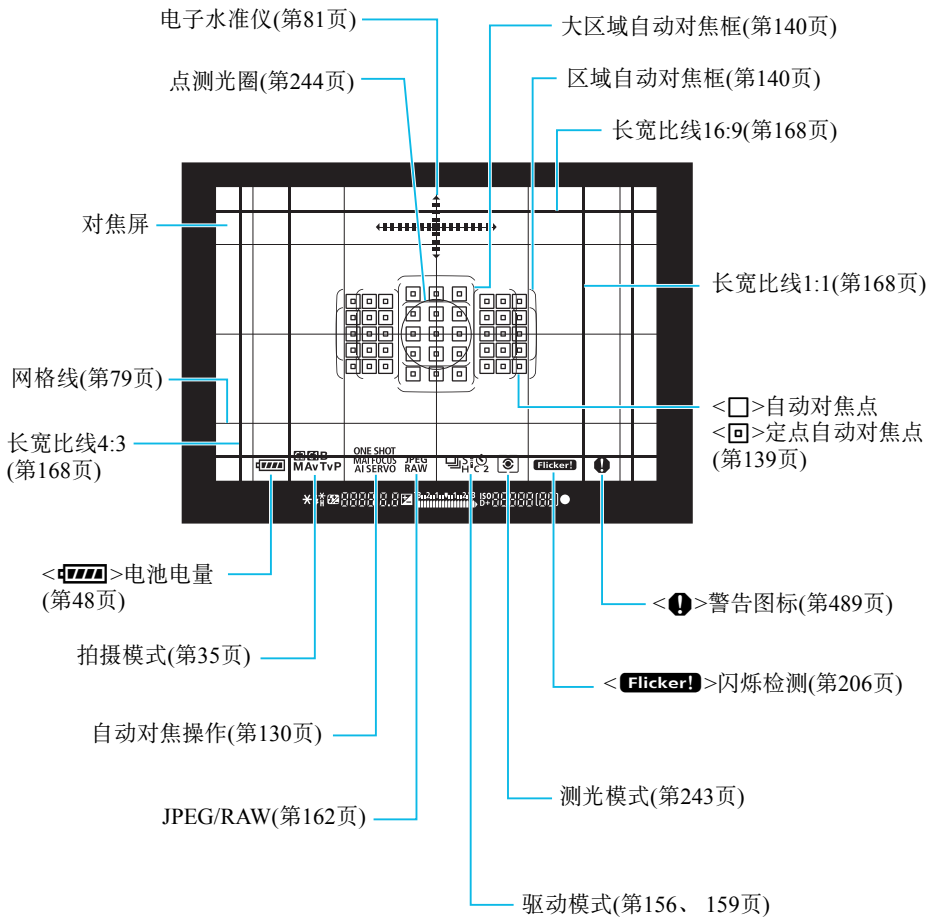 电子水准仪(第81页)
大区域自动对焦框(第140页)
点测光圈(第244页)
区域自动对焦框(第140页)
长宽比线16:9(第168页)
对焦屏
长宽比线1:1(第168页)
网格线(第79页)
<□>自动对焦点
<⊡>定点自动对焦点
(第139页)
长宽比线4:3
(第168页)
ONE SHOT
MAI FOCUS
AI SERVO
JPEG
RAW
M Av Tv P
Flicker!
ISO
D+
<>电池电量
(第48页)
<!>警告图标(第489页)
拍摄模式(第35页)
<Flicker!>闪烁检测(第206页)
自动对焦操作(第130页)
测光模式(第243页)
JPEG/RAW(第162页)
驱动模式(第156、 159页)